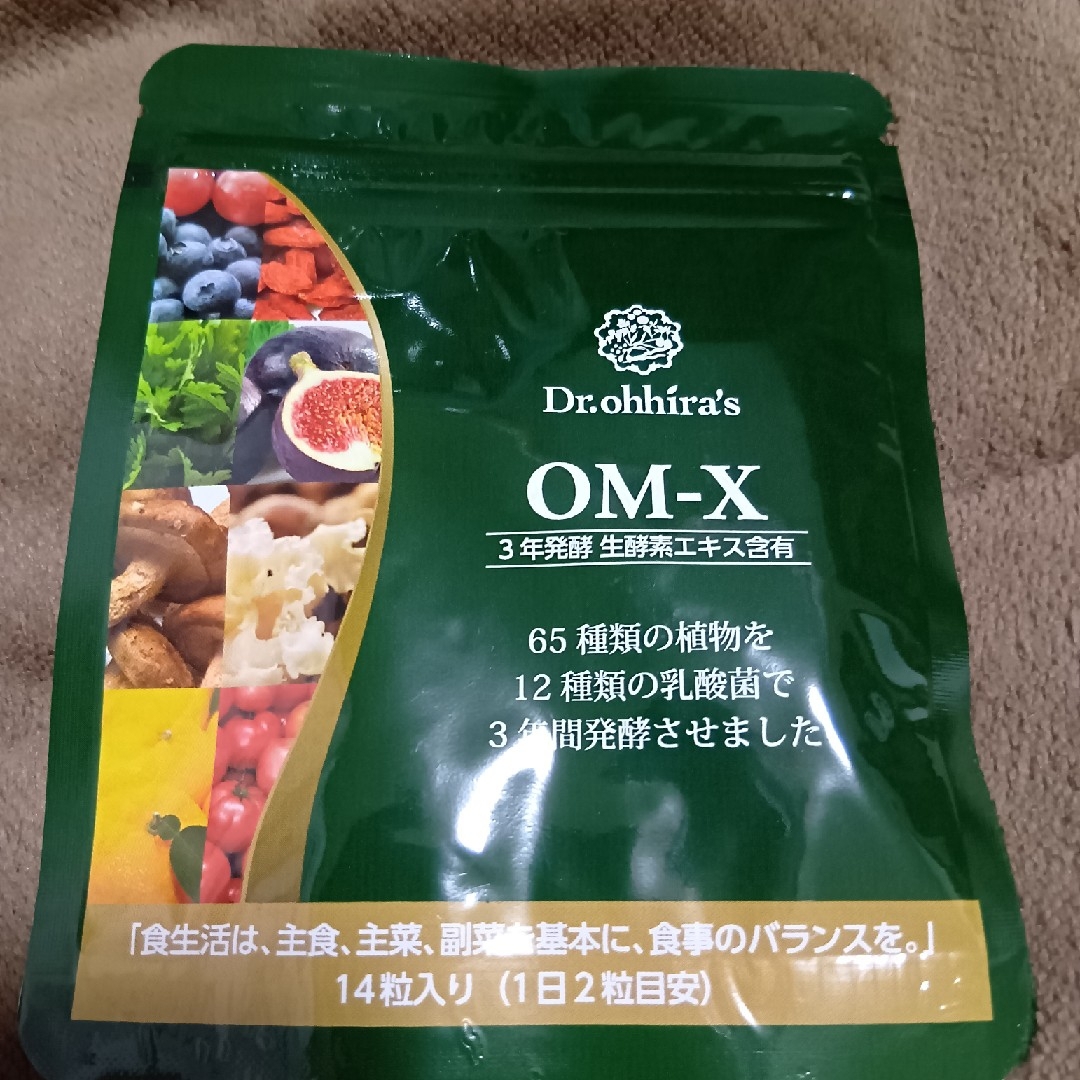 Dr.ohhira's
OM-X
3年発酵 生酵素エキス含有
65種類の植物を
12種類の乳酸菌で
3年間発酵させました。
「食生活は、主食、主菜、副菜を基本に、食事のバランスを。」
14粒入り（1日2粒目安）